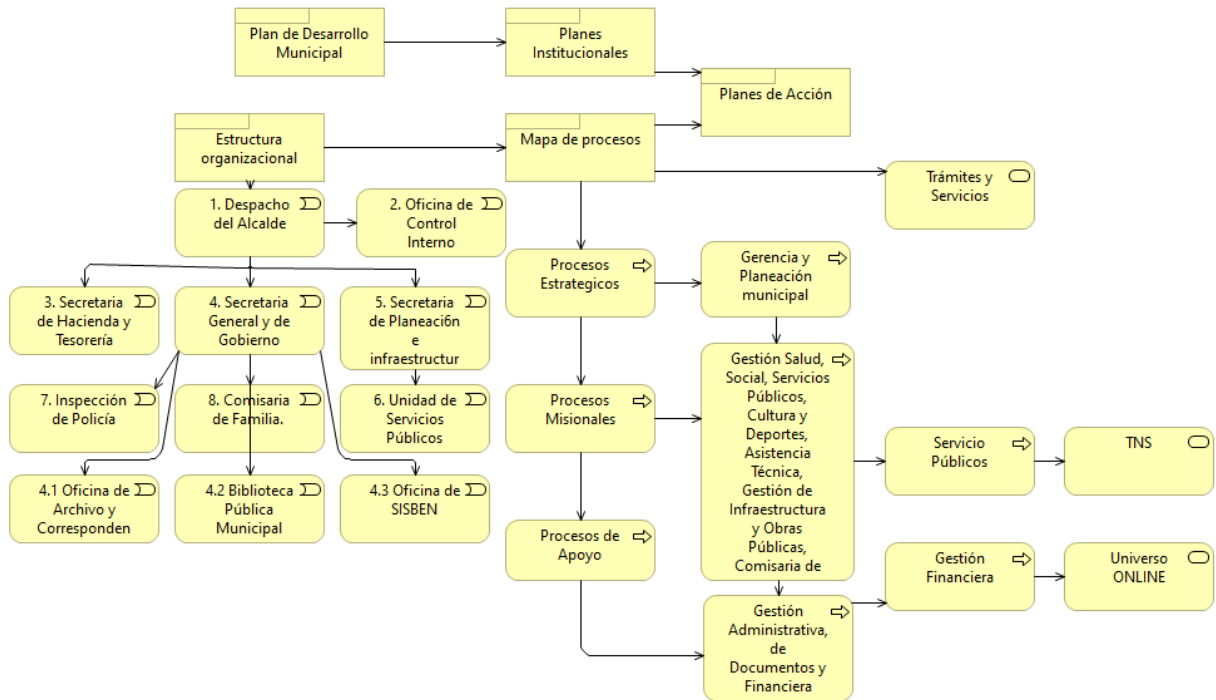 Plan de Desarrollo
Municipal
Planes
Institucionales
Planes de Acción
Estructura
organizacional
Mapa de procesos
Trámites y
Servicios
1. Despacho
del Alcalde
2. Oficina de
Control
Interno
Procesos
Estrategicos
Gerencia y
Planeación
municipal
3. Secretaria
de Hacienda y
Tesorería
4. Secretaria
General y de
Gobierno
5. Secretaria
de Planeación
e
infraestructur
7. Inspección
de Policía
8. Comisaria
de Familia.
6. Unidad de
Servicios
Públicos
Procesos
Misionales
Gestión Salud,
Social, Servicios
Públicos,
Cultura y
Deportes,
Asistencia
Técnica,
Gestión de
Infraestructura
y Obras
Públicas,
Comisaria de
Servicio
Públicos
TNS
4.1 Oficina de
Archivo y
Corresponden
4.2 Biblioteca
Pública
Municipal
4.3 Oficina de
SISBEN
Procesos de
Apoyo
Gestión
Financiera
Universo
ONLINE
Gestión
Administrativa,
de
Documentos y
Financiera